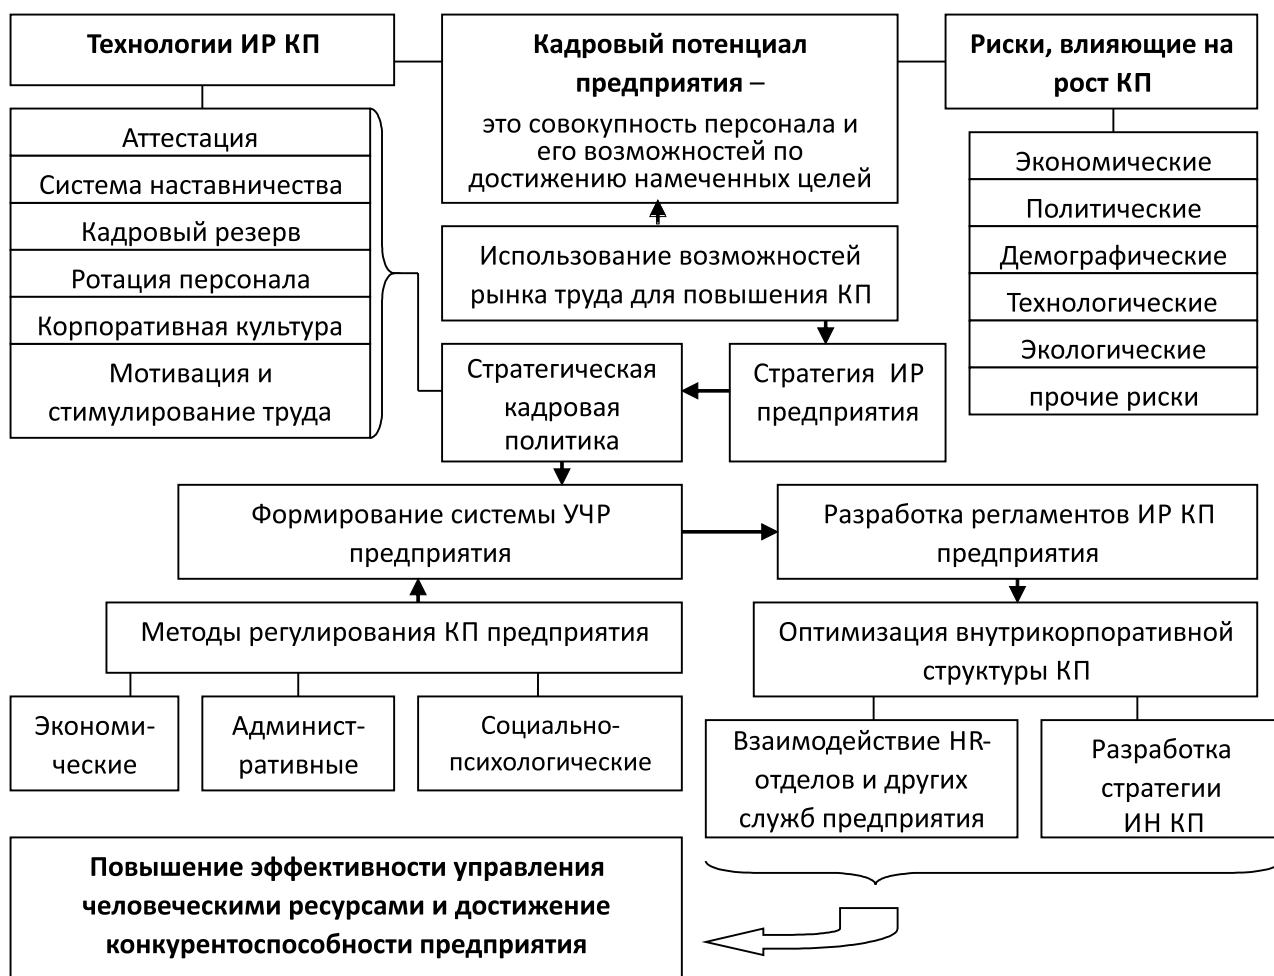 Технологии ИР КП
Кадровый потенциал
предприятия –
это совокупность персонала и
его возможностей по
достижению намеченных целей
Риски, влияющие на
рост КП
Аттестация
Система наставничества
Кадровый резерв
Ротация персонала
Корпоративная культура
Мотивация и
стимулирование труда
Экономические
Политические
Демографические
Технологические
Экологические
прочие риски
Использование возможностей
рынка труда для повышения КП
Стратегическая
кадровая
политика
Стратегия ИР
предприятия
Формирование системы УЧР
предприятия
Разработка регламентов ИР КП
предприятия
Методы регулирования КП предприятия
Оптимизация внутрикорпоративной
структуры КП
Экономи-
ческие
Админист-
ративные
Социально-
психологические
Взаимодействие HR-
отделов и других
служб предприятия
Разработка
стратегии
ИН КП
Повышение эффективности управления
человеческими ресурсами и достижение
конкурентоспособности предприятия